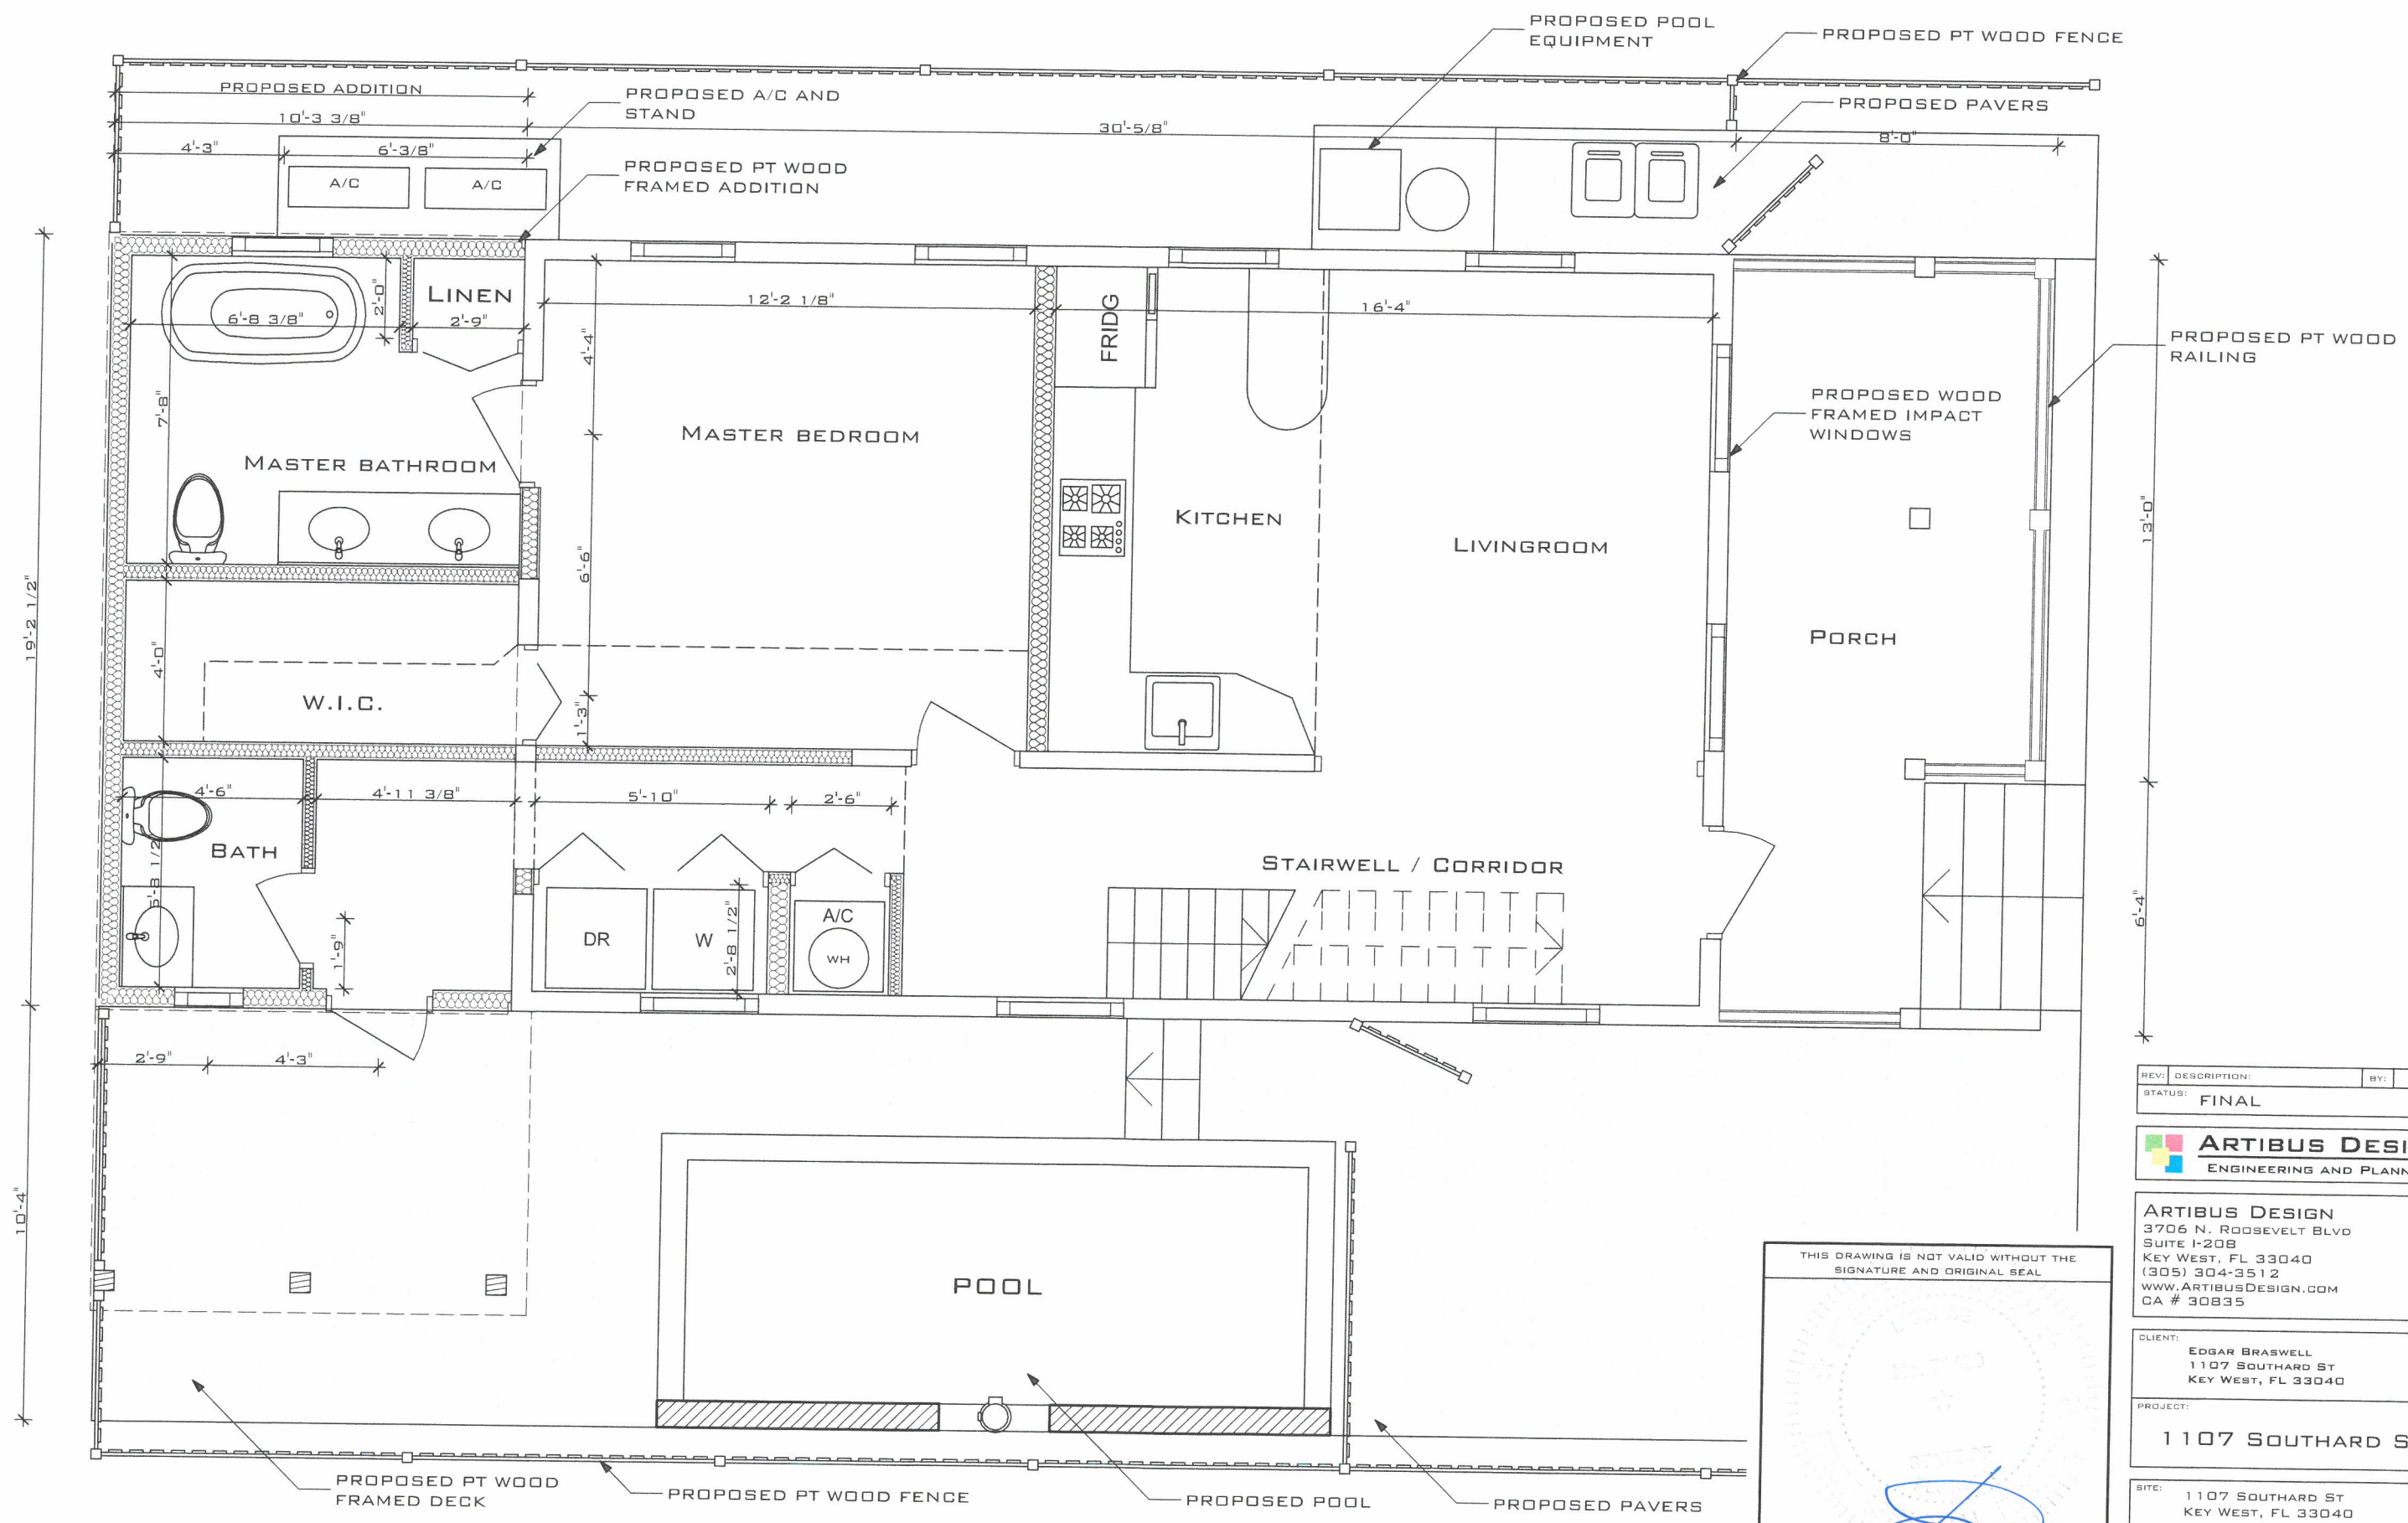 PROPOSED POOL
EQUIPMENT
PROPOSED PT WOOD FENCE
PROPOSED ADDITION
PROPOSED A/C AND
STAND
PROPOSED PAVERS
10'-3 3/8"
30'-5/8"
8'-0"
4'-3"
6'-3/8"
PROPOSED PT WOOD
FRAMED ADDITION
A/C
A/C
LINEN
2'-0"
6'-8 3/8"
2'-9"
12'-2 1/8"
16'-4"
FRIDG
4'-4"
PROPOSED PT WOOD
RAILING
7'-8"
PROPOSED WOOD
FRAMED IMPACT
WINDOWS
MASTER BEDROOM
MASTER BATHROOM
KITCHEN
LIVINGROOM
13'-0"
6'-6"
19'-2 1/2"
PORCH
4'-0"
W.I.C.
1'-3"
4'-6"
4'-11 3/8"
5'-10"
2'-6"
BATH
5'-8 1/2"
STAIRWELL / CORRIDOR
6'-4"
A/C
DR
W
2'-8 1/2"
WH
1'-9"
2'-9"
4'-3"
10'-4"
POOL
PROPOSED PT WOOD
FRAMED DECK
PROPOSED PT WOOD FENCE
PROPOSED POOL
PROPOSED PAVERS
THIS DRAWING IS NOT VALID WITHOUT THE
SIGNATURE AND ORIGINAL SEAL
REV: DESCRIPTION: BY:
STATUS: FINAL
ARTIBUS DESI
ENGINEERING AND PLANN
ARTIBUS DESIGN
3706 N. ROOSEVELT BLVD
SUITE I-208
KEY WEST, FL 33040
(305) 304-3512
WWW.ARTIBUSDESIGN.COM
CA # 30835
CLIENT:
EDGAR BRASWELL
1107 SOUTHARD ST
KEY WEST, FL 33040
PROJECT:
1107 SOUTHARD S
SITE:
1107 SOUTHARD ST
KEY WEST, FL 33040